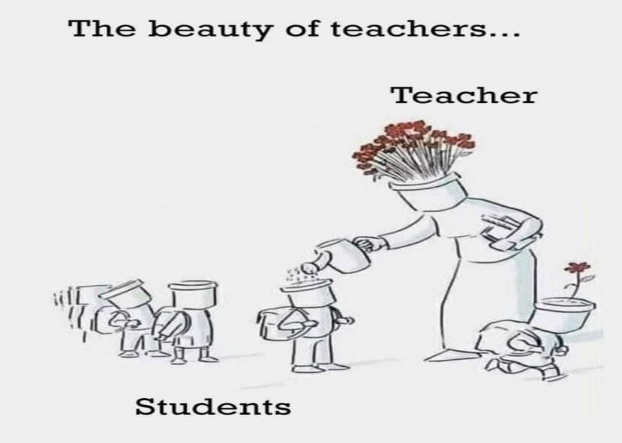 The beauty of teachers...
Teacher
Students